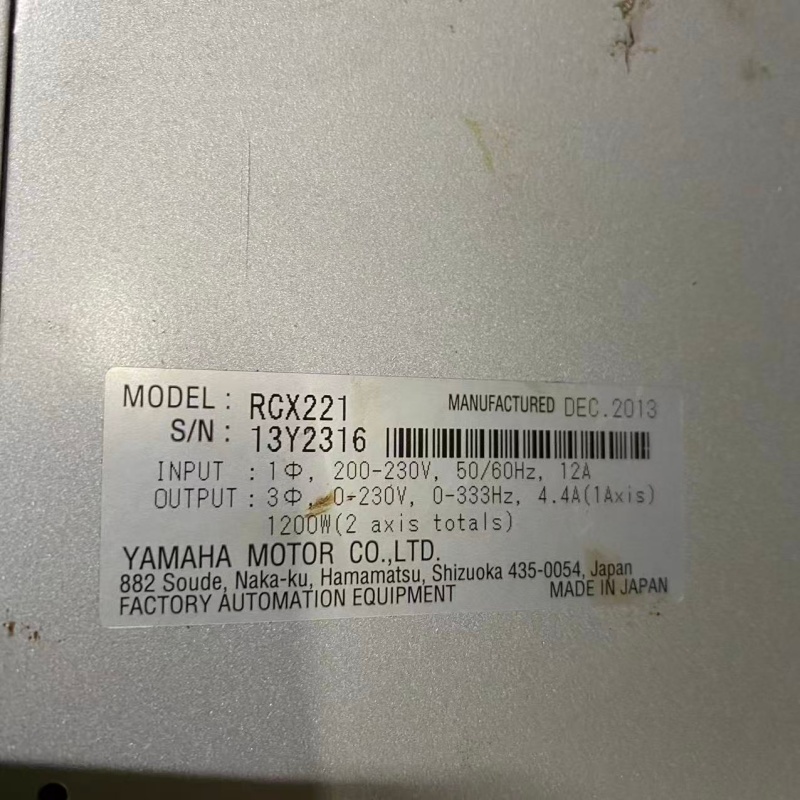 MODEL : RCX221 MANUFACTURED DEC.2013
S/N : 13Y2316
INPUT : 1Φ, 200-230V, 50/60Hz, 12A
OUTPUT : 3Φ, 0-230V, 0-333Hz, 4.4A(1Axis)
1200W(2 axis totals)
YAMAHA MOTOR CO.,LTD.
882 Soude, Naka-ku, Hamamatsu, Shizuoka 435-0054, Japan
FACTORY AUTOMATION EQUIPMENT MADE IN JAPAN